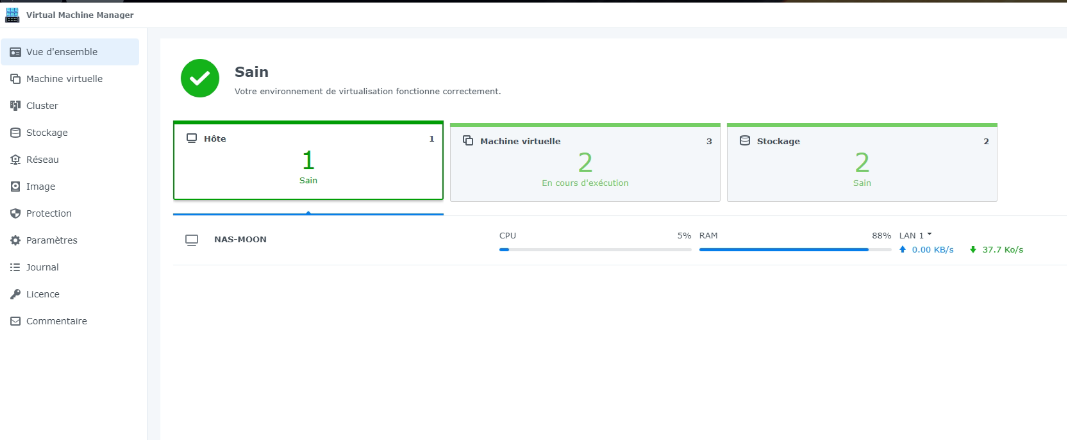 Virtual Machine Manager
Vue d'ensemble
Machine virtuelle
Cluster
Stockage
Réseau
Image
Protection
Paramètres
Journal
Licence
Commentaire
Sain
Votre environnement de virtualisation fonctionne correctement.
Hôte 1
1
Sain
Machine virtuelle 3
2
En cours d'exécution
Stockage 2
2
Sain
NAS-MOON
CPU 5%
RAM 88%
LAN 1
0.00 KB/s 37.7 Ko/s